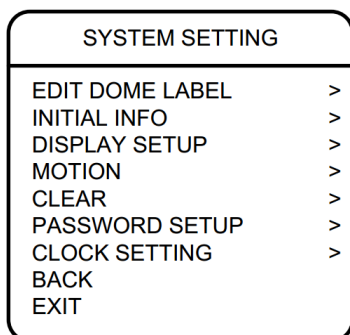 SYSTEM SETTING
EDIT DOME LABEL >
INITIAL INFO >
DISPLAY SETUP >
MOTION >
CLEAR >
PASSWORD SETUP >
CLOCK SETTING >
BACK
EXIT